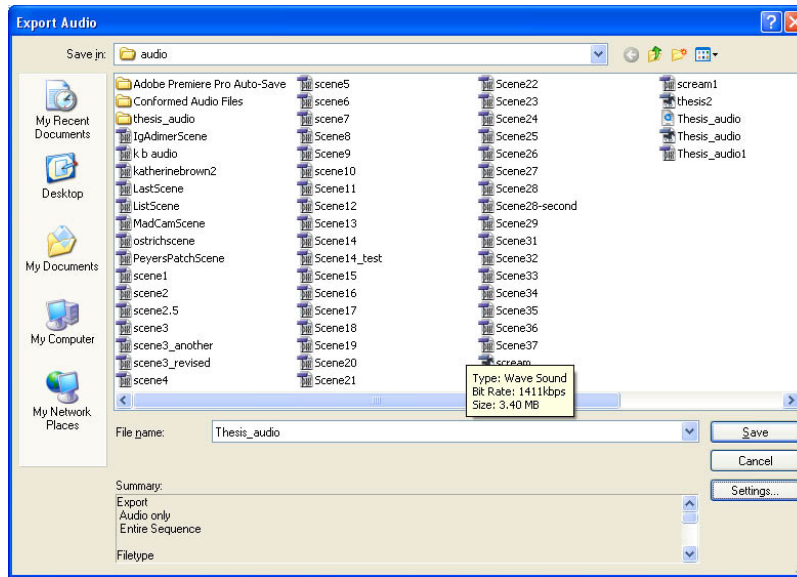 Export Audio
Save in:
audio
My Recent
Documents
Desktop
My Documents
My Computer
My Network
Places
Adobe Premiere Pro Auto-Save
Conformed Audio Files
thesis_audio
IgAdimerScene
k b audio
katherinebrown2
LastScene
ListScene
MadCamScene
ostrichscene
PeyersPatchScene
scene1
scene2
scene2.5
scene3
scene3_another
scene3_revised
scene4
scene5
scene6
scene7
Scene8
Scene9
scene10
Scene11
Scene12
Scene13
Scene14
Scene14_test
Scene15
Scene16
Scene17
Scene18
Scene19
Scene20
Scene21
Scene22
Scene23
Scene24
Scene25
Scene26
Scene27
Scene28
Scene28-second
Scene29
Scene31
Scene32
Scene33
Scene34
Scene35
Scene36
Scene37
scream
scream1
thesis2
Thesis_audio
Thesis_audio
Thesis_audio1
Type: Wave Sound
Bit Rate: 1411kbps
Size: 3.40 MB
File name:
Thesis_audio
Save
Cancel
Settings...
Summary:
Export
Audio only
Entire Sequence
Filetype